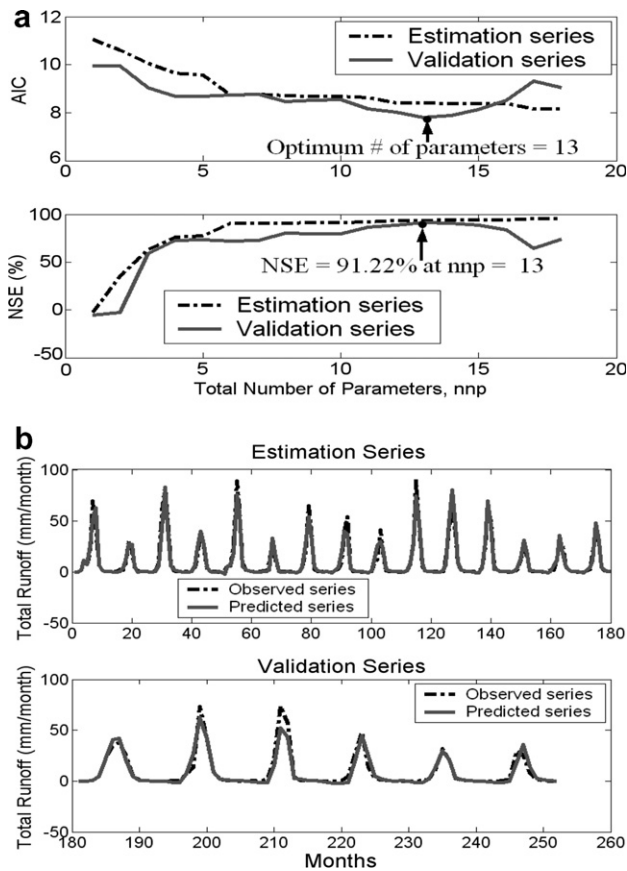 a
12
10
8
6
AIC
Estimation series
Validation series
Optimum # of parameters = 13
0
5
10
15
20
100
50
0
-50
NSE (%)
NSE = 91.22% at nnp = 13
Estimation series
Validation series
0
5
10
15
20
Total Number of Parameters, nnp
b
Estimation Series
100
50
0
-50
Total Runoff (mm/month)
Observed series
Predicted series
0 20 40 60 80 100 120 140 160 180
Validation Series
100
50
0
-50
Total Runoff (mm/month)
Observed series
Predicted series
180 190 200 210 220 230 240 250 260
Months